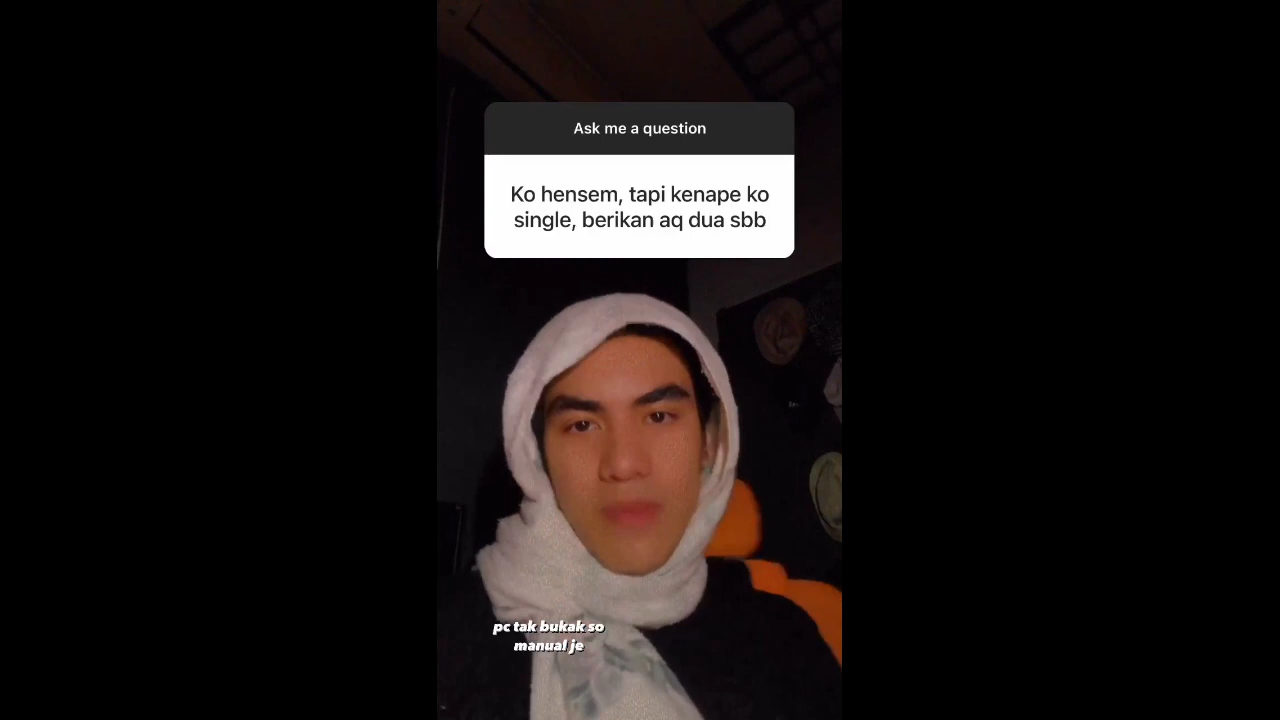 Ask me a question
Ko hensem, tapi kenape ko
single, berikan aq dua sbb
pc tak bukak so
manual je